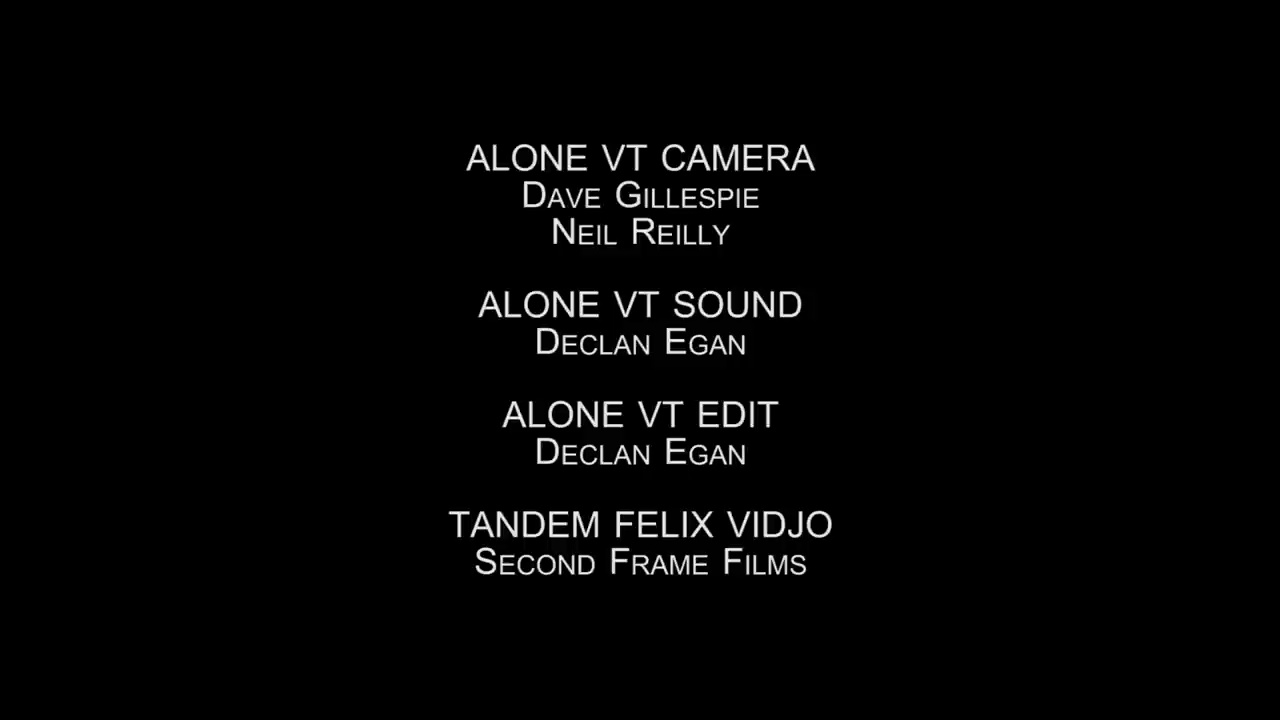 ALONE VT CAMERA
Dave Gillespie
Neil Reilly
ALONE VT SOUND
Declan Egan
ALONE VT EDIT
Declan Egan
TANDEM FELIX VIDJO
Second Frame Films